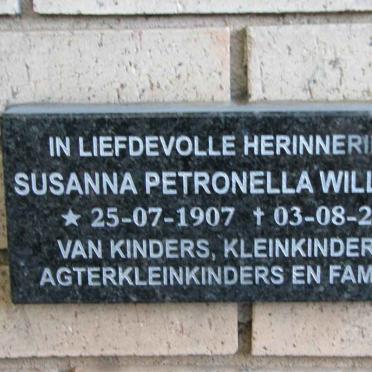 IN LIEFDEVOLLE HERINNERI
SUSANNA PETRONELLA WILL
★ 25-07-1907 † 03-08-2
VAN KINDERS, KLEINKINDER
AGTERKLEINKINDERS EN FAM